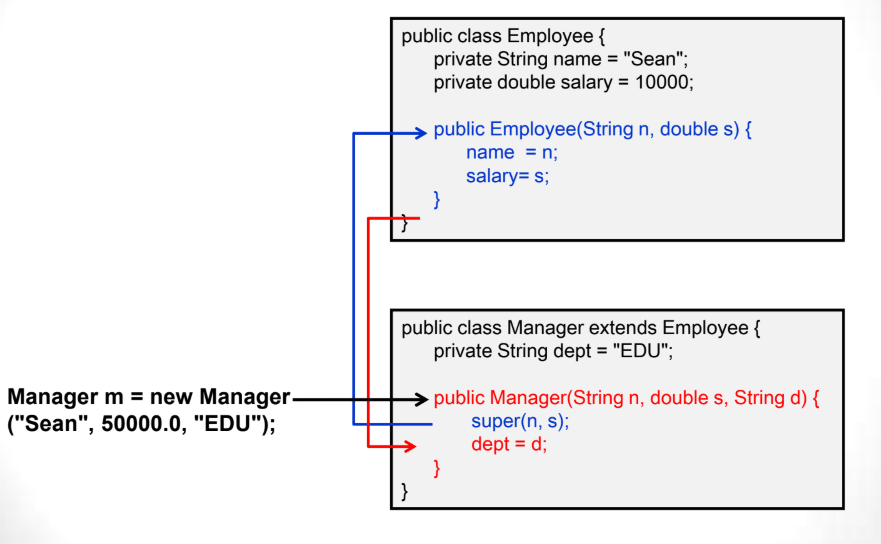 public class Employee {
private String name = "Sean";
private double salary = 10000;
public Employee(String n, double s) {
name  = n;
salary= s;
}
}
public class Manager extends Employee {
private String dept = "EDU";
Manager m = new Manager
("Sean", 50000.0, "EDU");
public Manager(String n, double s, String d) {
super(n, s);
dept = d;
}
}